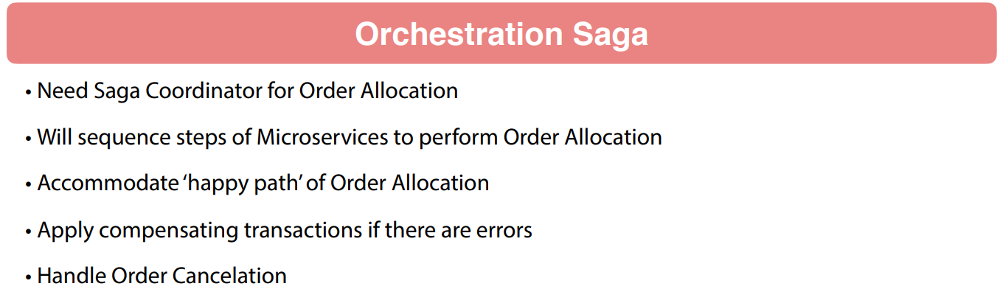 Orchestration Saga
• Need Saga Coordinator for Order Allocation
• Will sequence steps of Microservices to perform Order Allocation
• Accommodate ‘happy path’ of Order Allocation
• Apply compensating transactions if there are errors
• Handle Order Cancelation